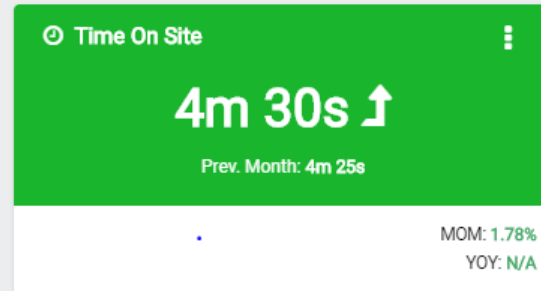 Time On Site
4m 30s
Prev. Month: 4m 25s
MOM: 1.78%
YOY: N/A